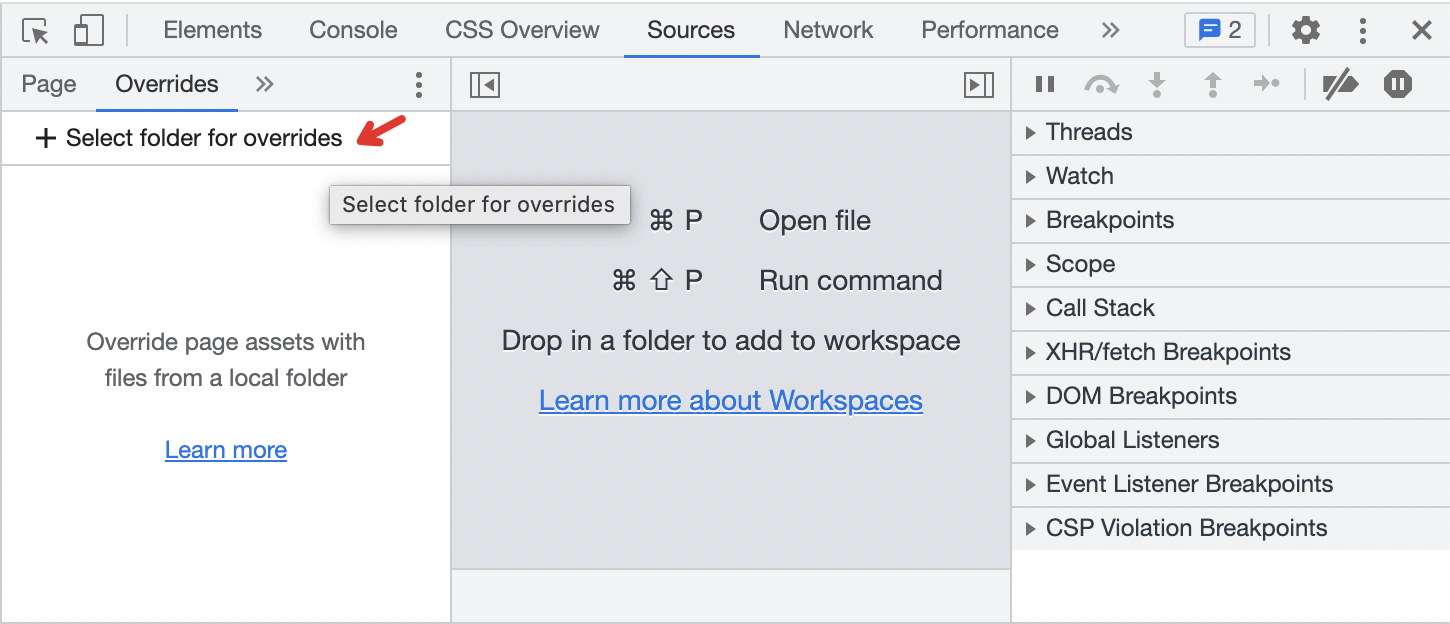 Elements Console CSS Overview Sources Network Performance 2
Page Overrides
+ Select folder for overrides
Select folder for overrides
Override page assets with
files from a local folder
Learn more
⌘ P Open file
⌘ ⇧ P Run command
Drop in a folder to add to workspace
Learn more about Workspaces
Threads
Watch
Breakpoints
Scope
Call Stack
XHR/fetch Breakpoints
DOM Breakpoints
Global Listeners
Event Listener Breakpoints
CSP Violation Breakpoints